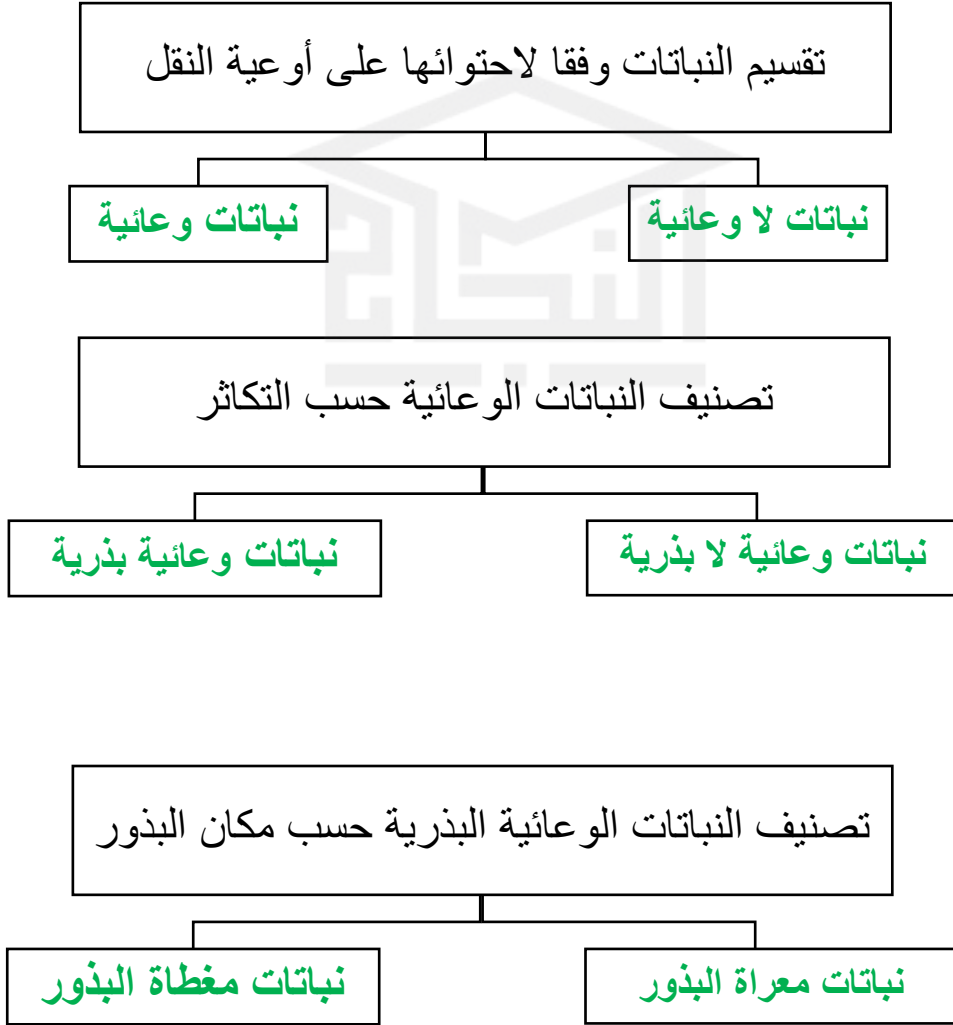 تقسيم النباتات وفقا لاحتوائها على أوعية النقل
نباتات لا وعائية
نباتات وعائية
النجاح
تصنيف النباتات الوعائية حسب التكاثر
نباتات وعائية لا بذرية
نباتات وعائية بذرية
تصنيف النباتات الوعائية البذرية حسب مكان البذور
نباتات معراة البذور
نباتات مغطاة البذور